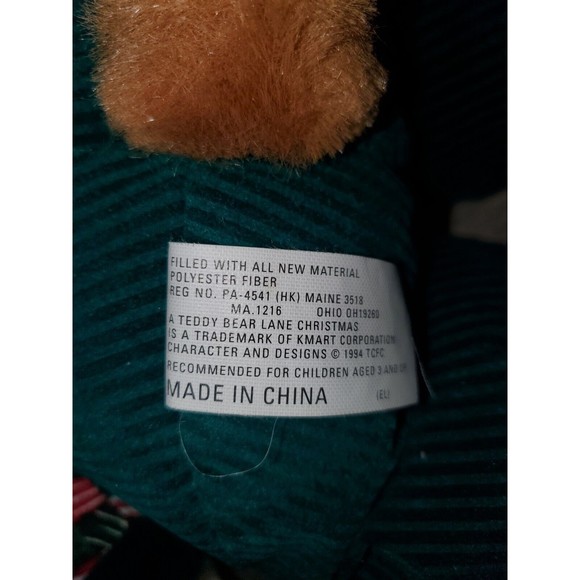 FILLED WITH ALL NEW MATERIAL
POLYESTER FIBER
REG NO. PA-4541 (HK) MAINE 3518
MA.1216 OHIO OH19260
A TEDDY BEAR LANE CHRISTMAS
IS A TRADEMARK OF KMART CORPORATION
CHARACTER AND DESIGNS © 1994 TCFC
RECOMMENDED FOR CHILDREN AGED 3 AND UP
MADE IN CHINA (EL)